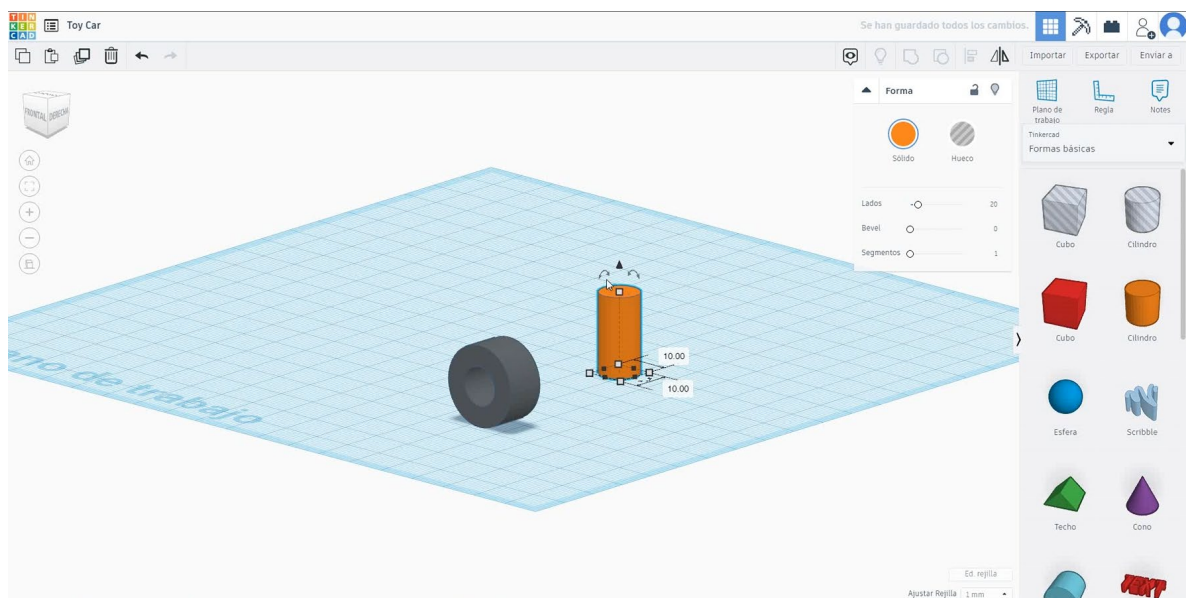 TIN
KER
CAD
Toy Car
Se han guardado todos los cambios.
Importar
Exportar
Enviar a
FRONTAL
DERECHA
Forma
Sólido
Hueco
Lados
20
Bevel
0
Segmentos
1
Plano de
trabajo
Regla
Notes
Tinkercad
Formas básicas
Cubo
Cilindro
Cubo
Cilindro
Esfera
Scribble
Techo
Cono
TEXT
10.00
10.00
ano de trabajo
Ed. rejilla
Ajustar Rejilla
1 mm